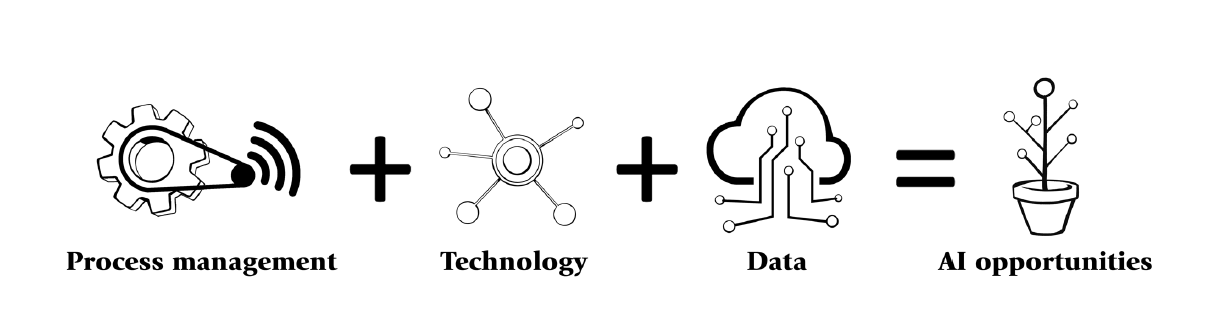 Process management + Technology + Data = AI opportunities